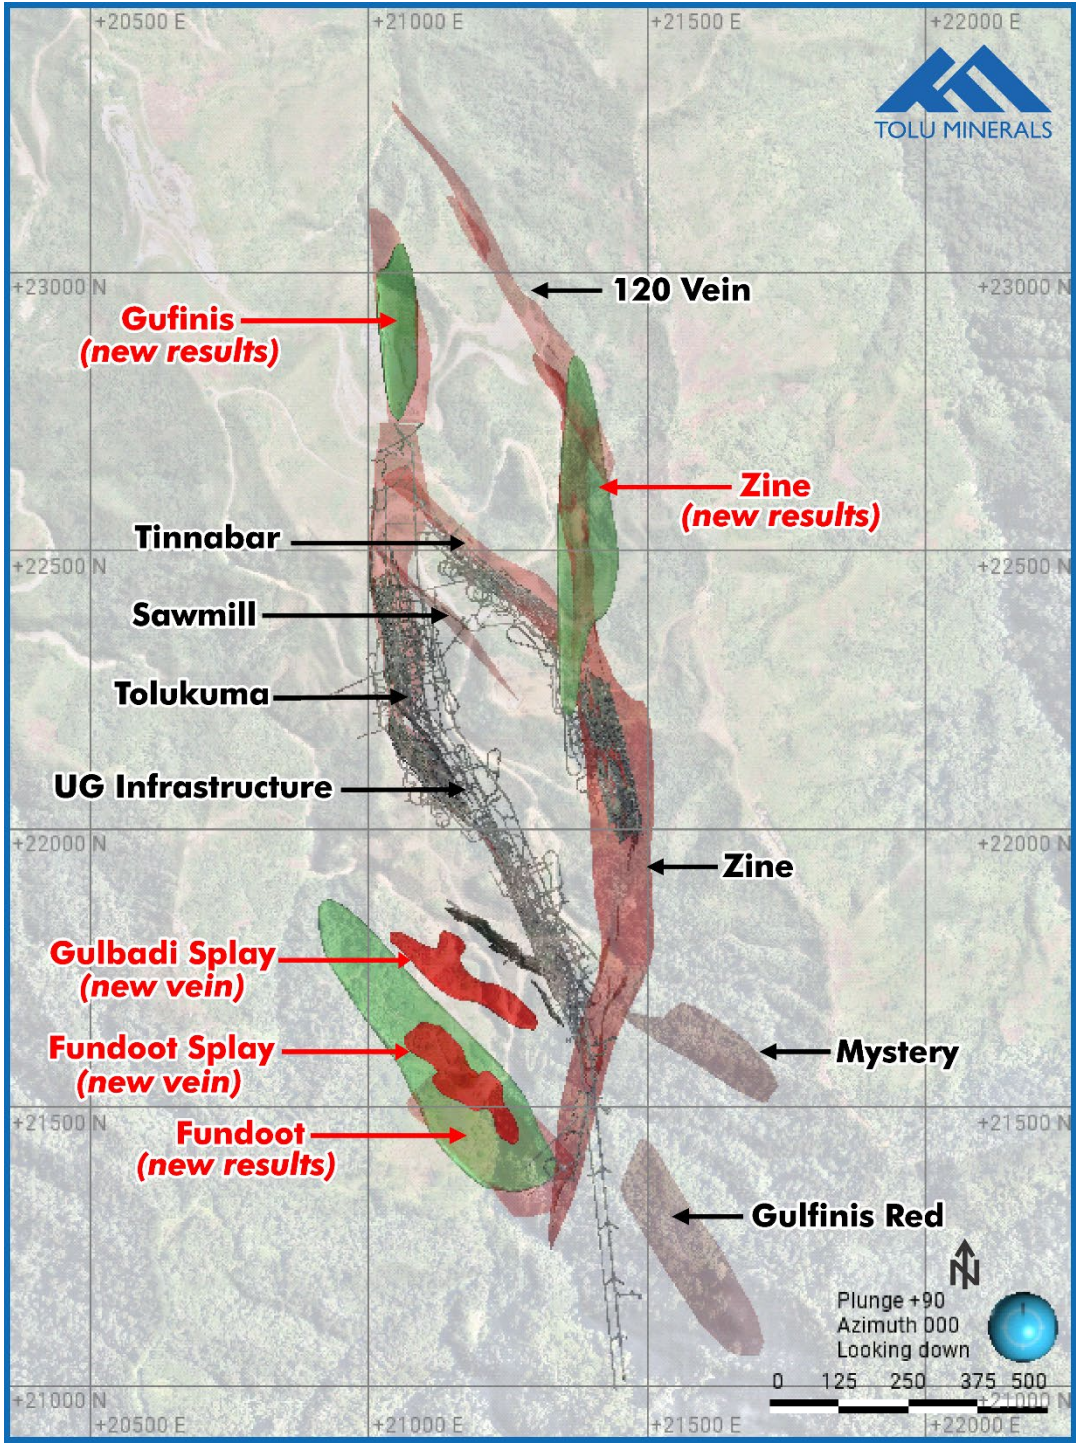 +20500 E
+21000 E
+21500 E
+22000 E
TOLU MINERALS
+23000 N
+23000 N
120 Vein
Gufinis
(new results)
Zine
(new results)
Tinnabar
+22500 N
+22500 N
Sawmill
Tolukuma
UG Infrastructure
+22000 N
+22000 N
Zine
Gulbadi Splay
(new vein)
Fundoot Splay
(new vein)
Mystery
+21500 N
+21500 N
Fundoot
(new results)
Gulfinis Red
N
Plunge +90
Azimuth 000
Looking down
0 125 250 375 500
+21000 N
+21000 N
+20500 E
+21000 E
+21500 E
+22000 E